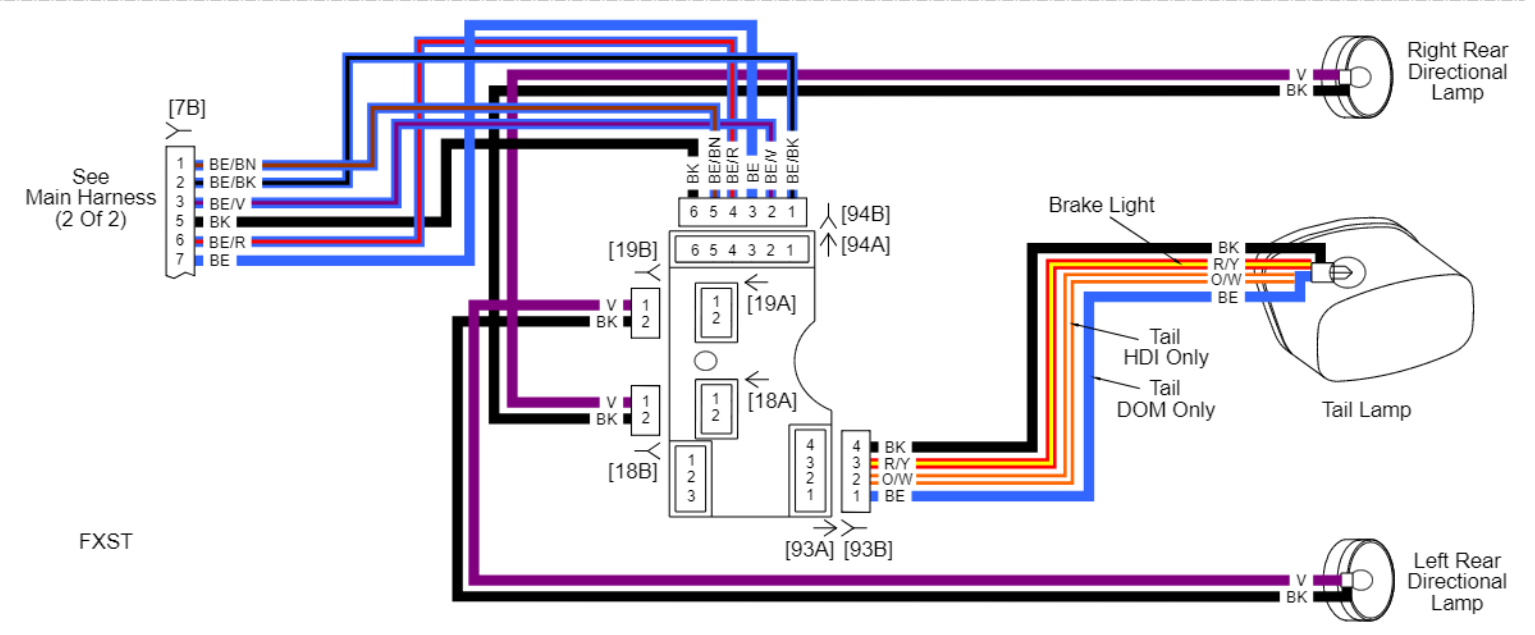 Right Rear
Directional
Lamp
V
BK
[7B]
See
Main Harness
(2 Of 2)
1 BE/BN
2 BE/BK
3 BE/V
5 BK
6 BE/R
7 BE
BK BE/BN BE/R BE BE/V BE/BK
6 5 4 3 2 1
[94B]
6 5 4 3 2 1
[94A]
[19B]
V 1
BK 2
1
2
[19A]
V 1
BK 2
1
2
[18A]
[18B]
1
2
3
4
3
2
1
4 BK
3 R/Y
2 O/W
1 BE
[93A] [93B]
Brake Light
BK
R/Y
O/W
BE
Tail
HDI Only
Tail
DOM Only
Tail Lamp
FXST
V
BK
Left Rear
Directional
Lamp